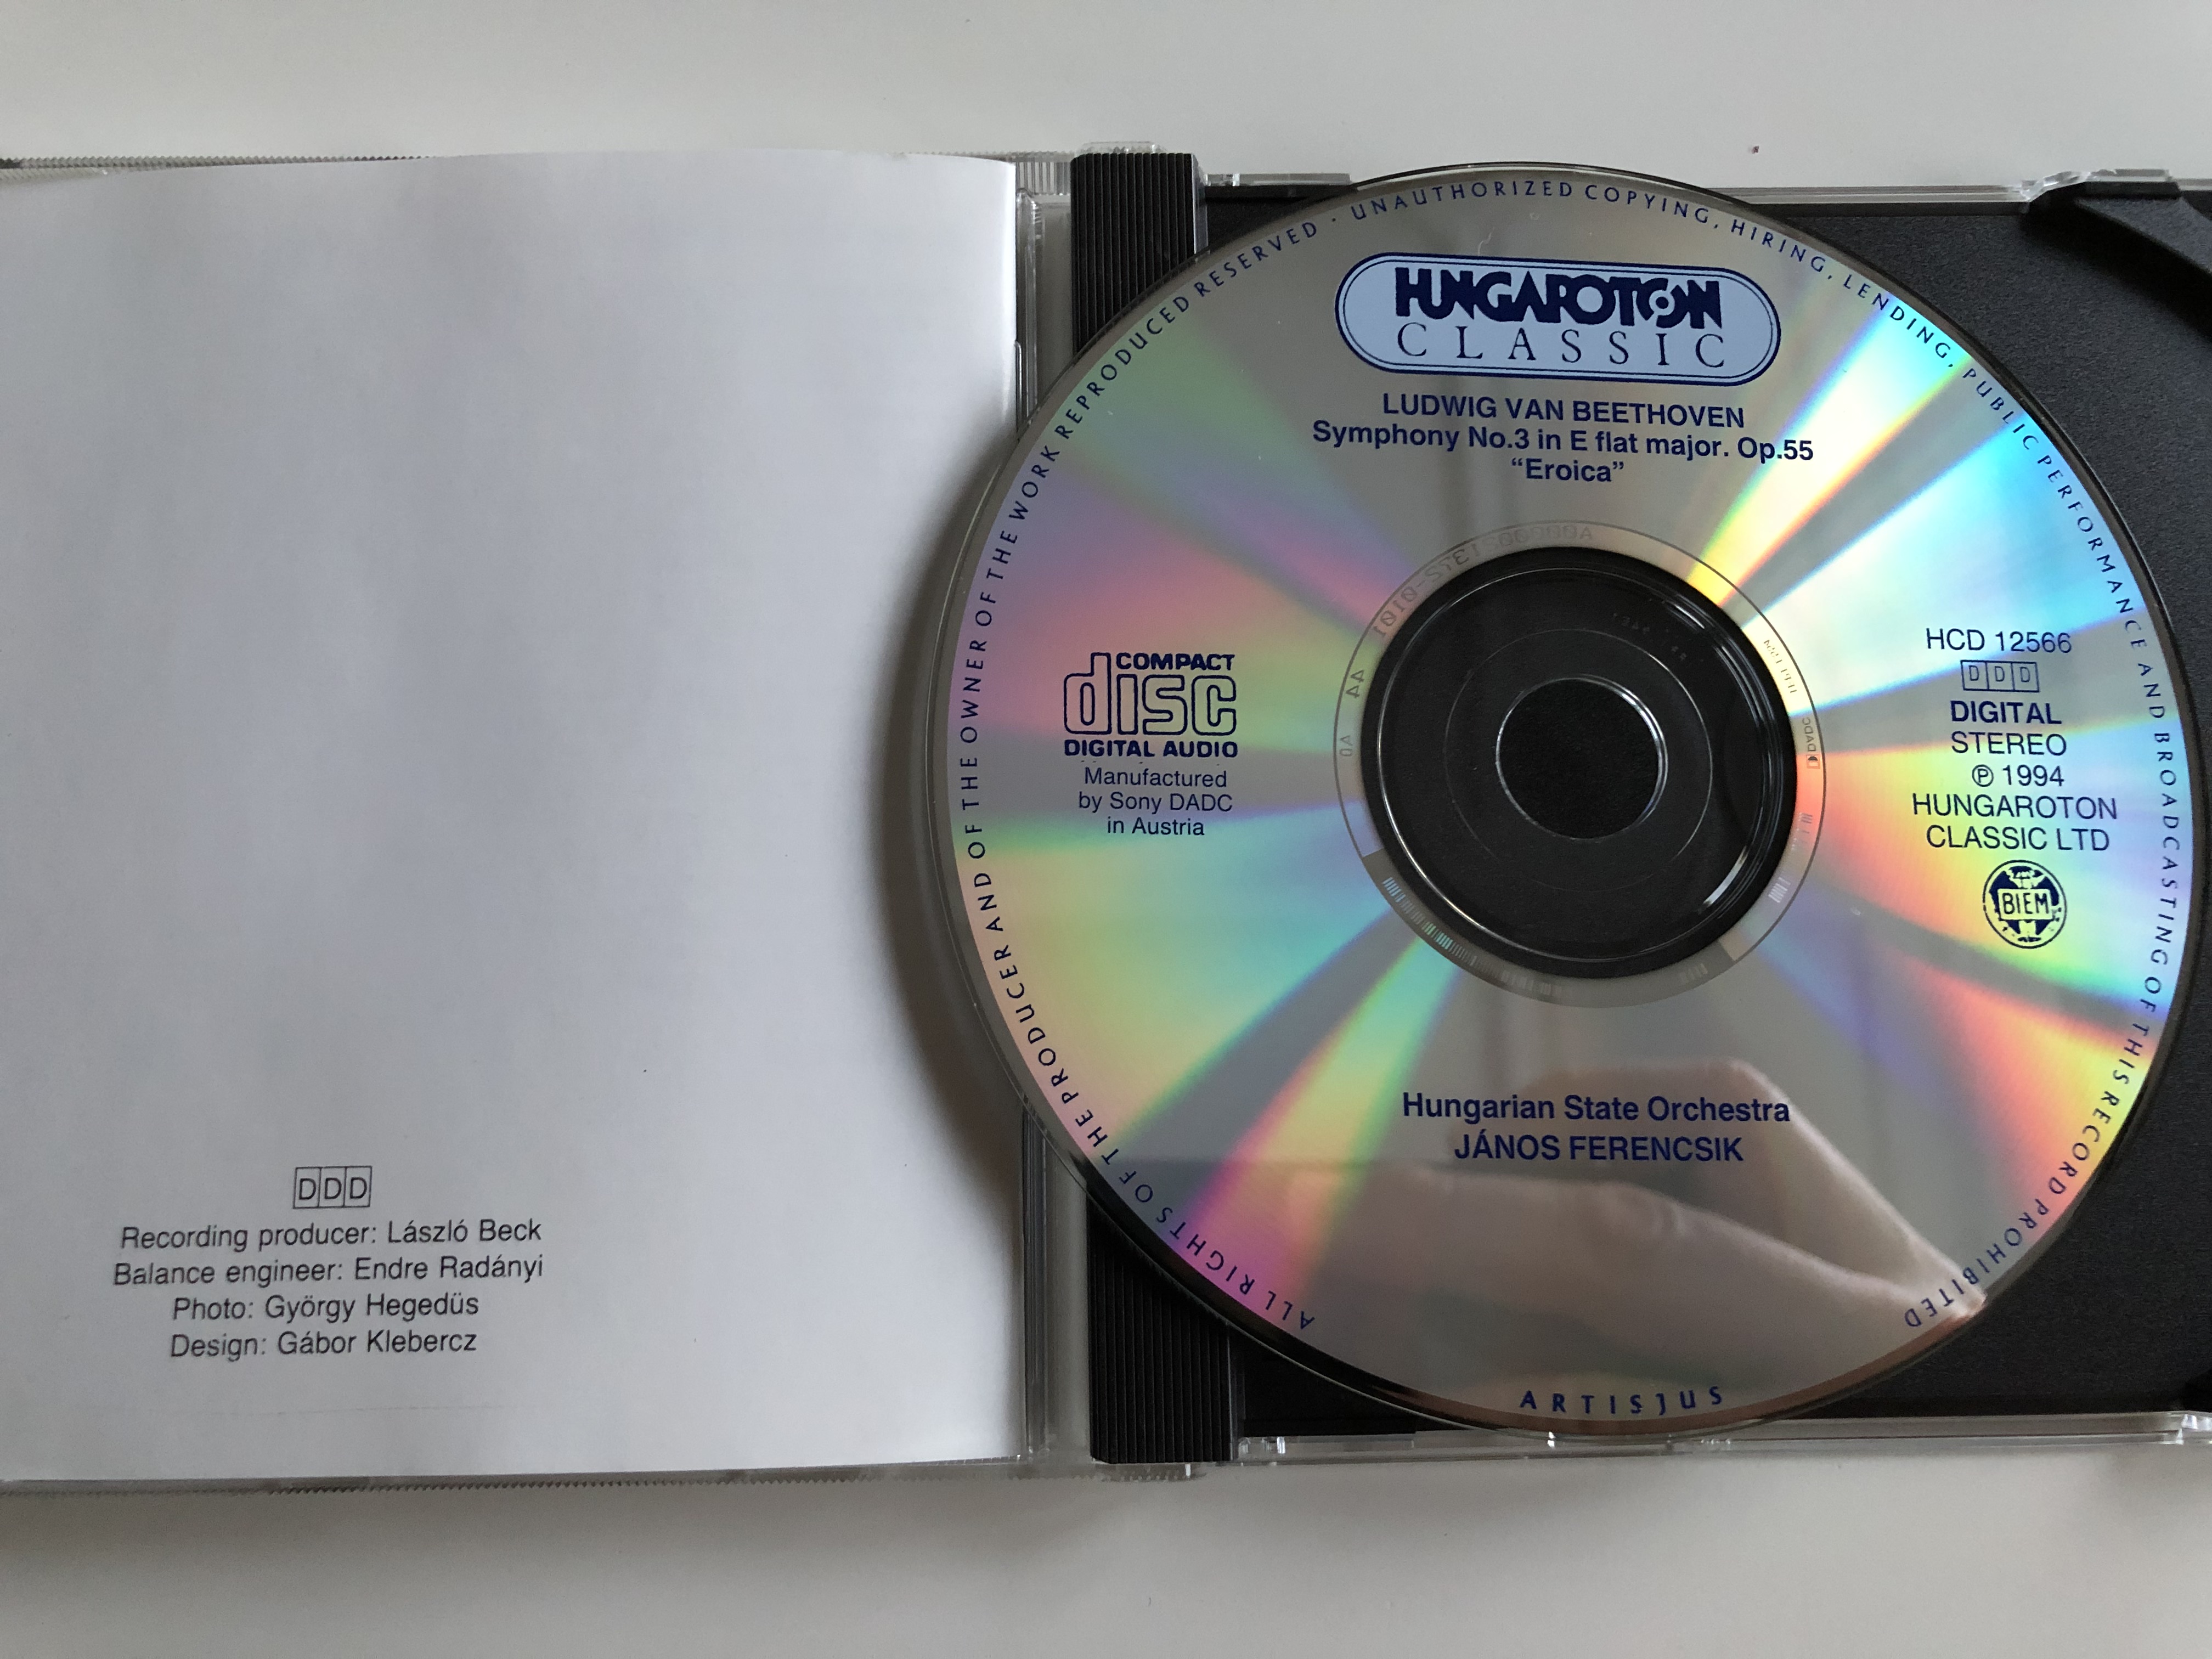 DDD
Recording producer: László Beck
Balance engineer: Endre Radányi
Photo: György Hegedüs
Design: Gábor Klebercz
ALL RIGHTS OF THE PRODUCER AND OF THE OWNER OF THE WORK REPRODUCED RESERVED · UNAUTHORIZED COPYING, HIRING, LENDING, PUBLIC PERFORMANCE AND BROADCASTING OF THIS RECORD PROHIBITED
HUNGAROTON
CLASSIC
LUDWIG VAN BEETHOVEN
Symphony No.3 in E flat major. Op.55
“Eroica”
COMPACT
disc
DIGITAL AUDIO
Manufactured
by Sony DADC
in Austria
HCD 12566
DDD
DIGITAL
STEREO
℗ 1994
HUNGAROTON
CLASSIC LTD
BIEM
Hungarian State Orchestra
JÁNOS FERENCSIK
ARTISJUS